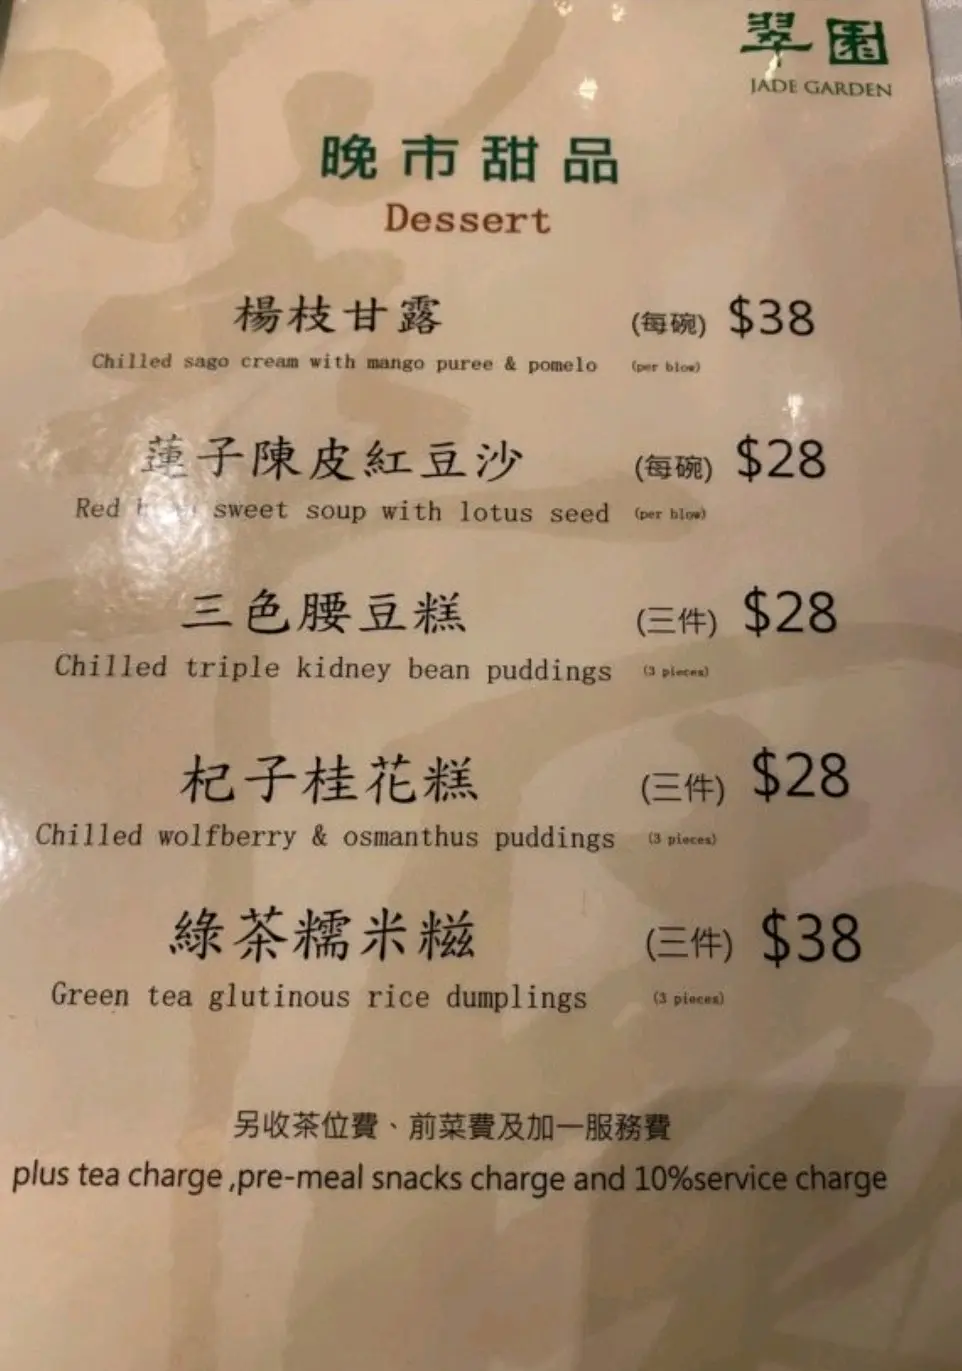 翠園
JADE GARDEN
晚市甜品
Dessert
楊枝甘露 (每碗) $38
Chilled sago cream with mango puree & pomelo (per blow)
蓮子陳皮紅豆沙 (每碗) $28
Red sweet soup with lotus seed (per blow)
三色腰豆糕 (三件) $28
Chilled triple kidney bean puddings (3 pieces)
杞子桂花糕 (三件) $28
Chilled wolfberry & osmanthus puddings (3 pieces)
綠茶糯米糍 (三件) $38
Green tea glutinous rice dumplings (3 pieces)
另收茶位費、前菜費及加一服務費
plus tea charge ,pre-meal snacks charge and 10%service charge